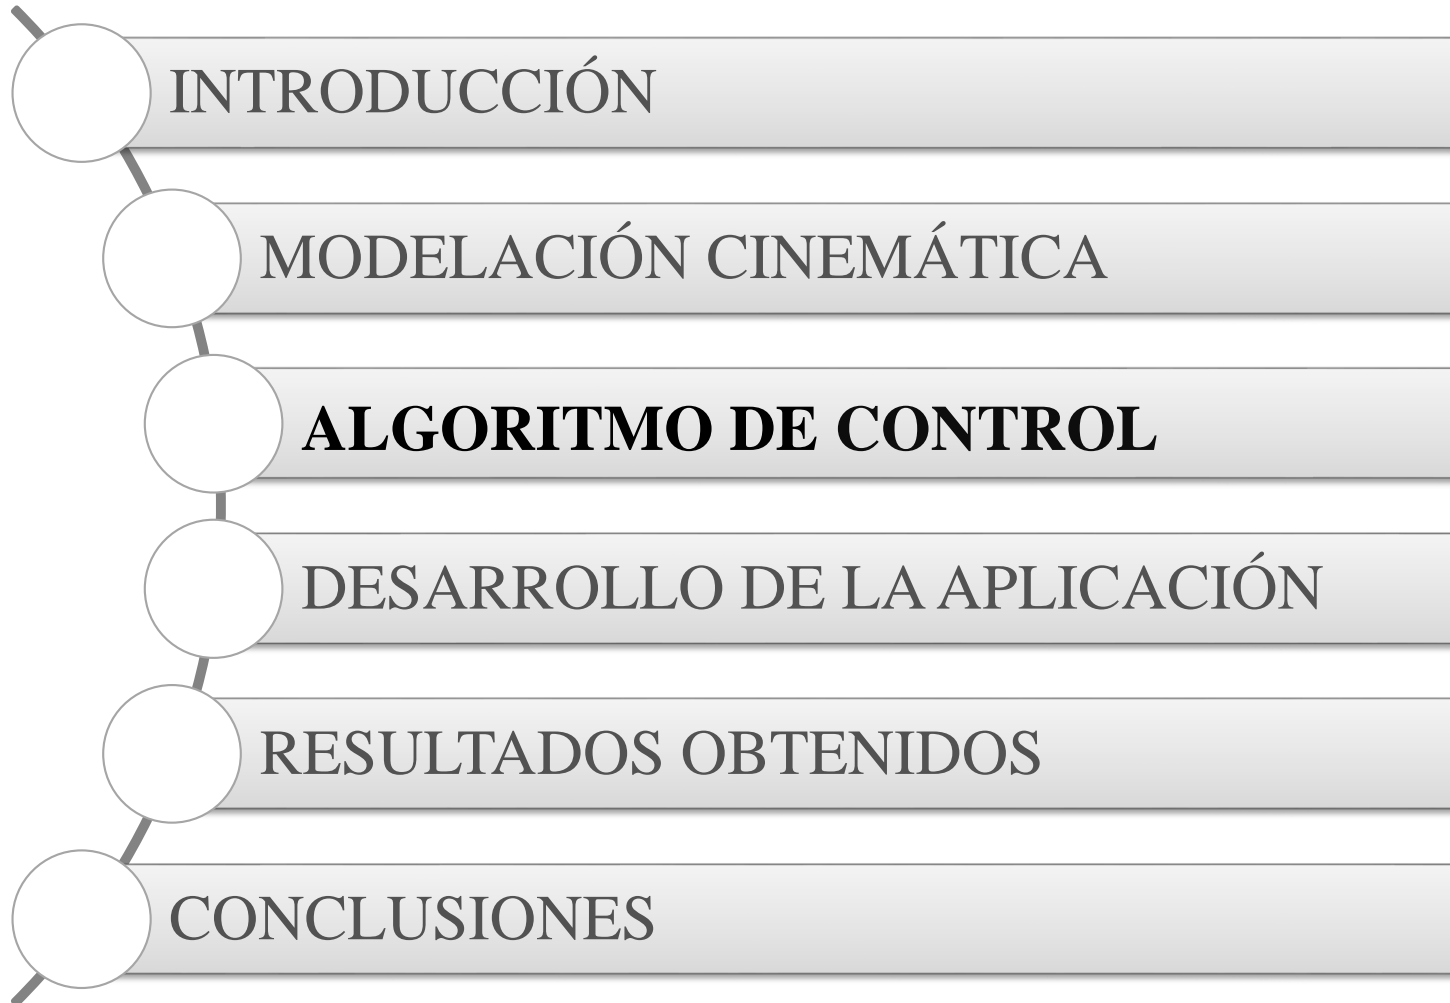 INTRODUCCIÓN
MODELACIÓN CINEMÁTICA
ALGORITMO DE CONTROL
DESARROLLO DE LA APLICACIÓN
RESULTADOS OBTENIDOS
CONCLUSIONES